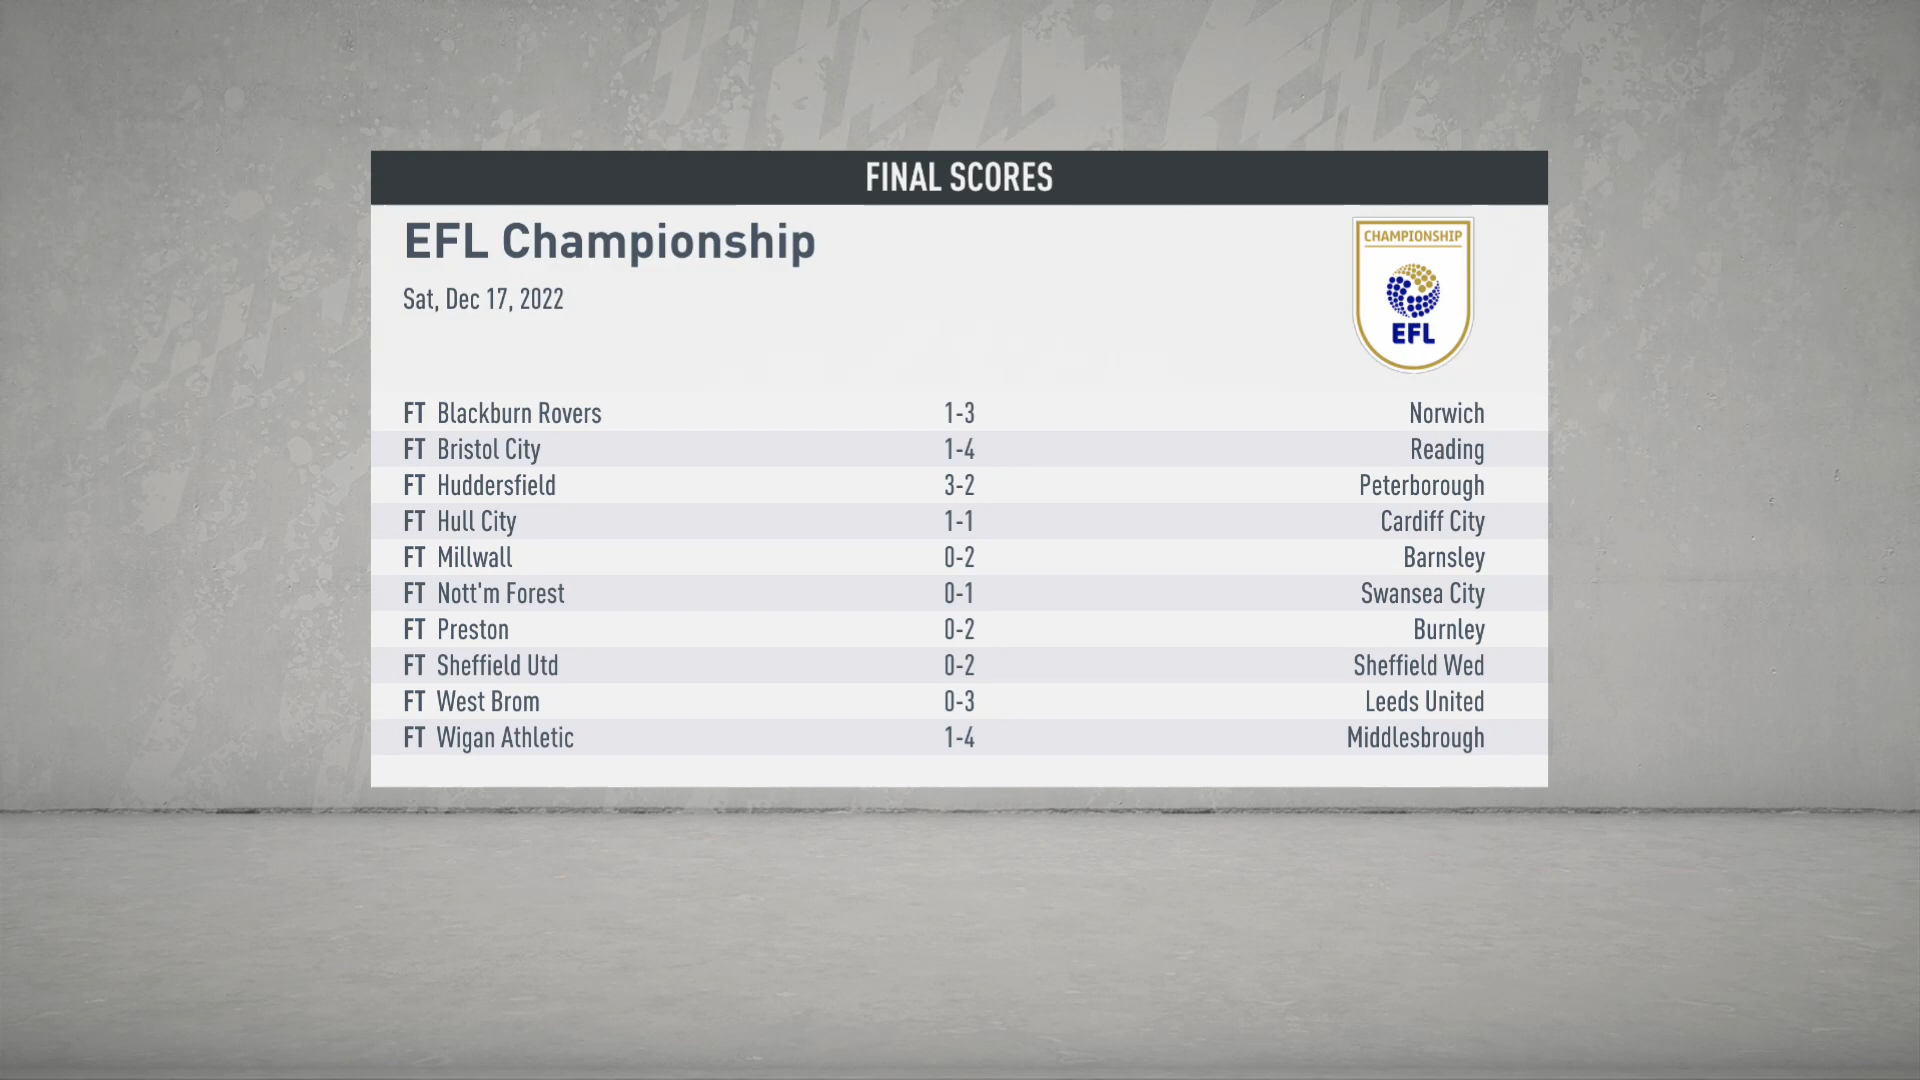 FINAL SCORES
EFL Championship
CHAMPIONSHIP
EFL
Sat, Dec 17, 2022
FT Blackburn Rovers 1-3 Norwich
FT Bristol City 1-4 Reading
FT Huddersfield 3-2 Peterborough
FT Hull City 1-1 Cardiff City
FT Millwall 0-2 Barnsley
FT Nott'm Forest 0-1 Swansea City
FT Preston 0-2 Burnley
FT Sheffield Utd 0-2 Sheffield Wed
FT West Brom 0-3 Leeds United
FT Wigan Athletic 1-4 Middlesbrough